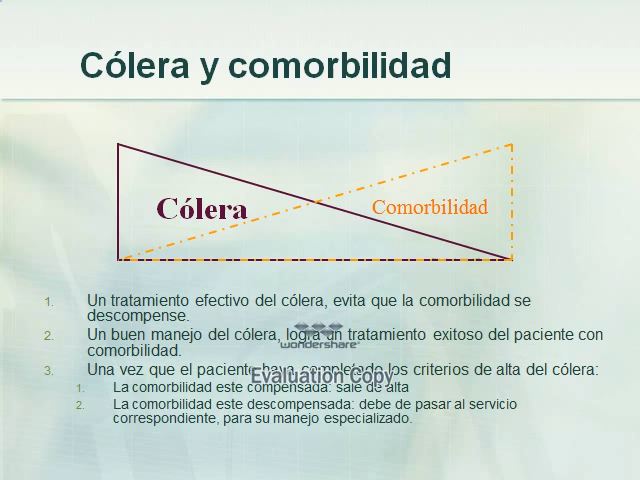 Cólera y comorbilidad
Cólera
Comorbilidad
1. Un tratamiento efectivo del cólera, evita que la comorbilidad se
descompense.
2. Un buen manejo del cólera, logra un tratamiento exitoso del paciente con
comorbilidad.
wondershare
3. Una vez que el paciente haya completado los criterios de alta del cólera:
Evaluation Copy
1. La comorbilidad este compensada: sale de alta
2. La comorbilidad este descompensada: debe de pasar al servicio
correspondiente, para su manejo especializado.